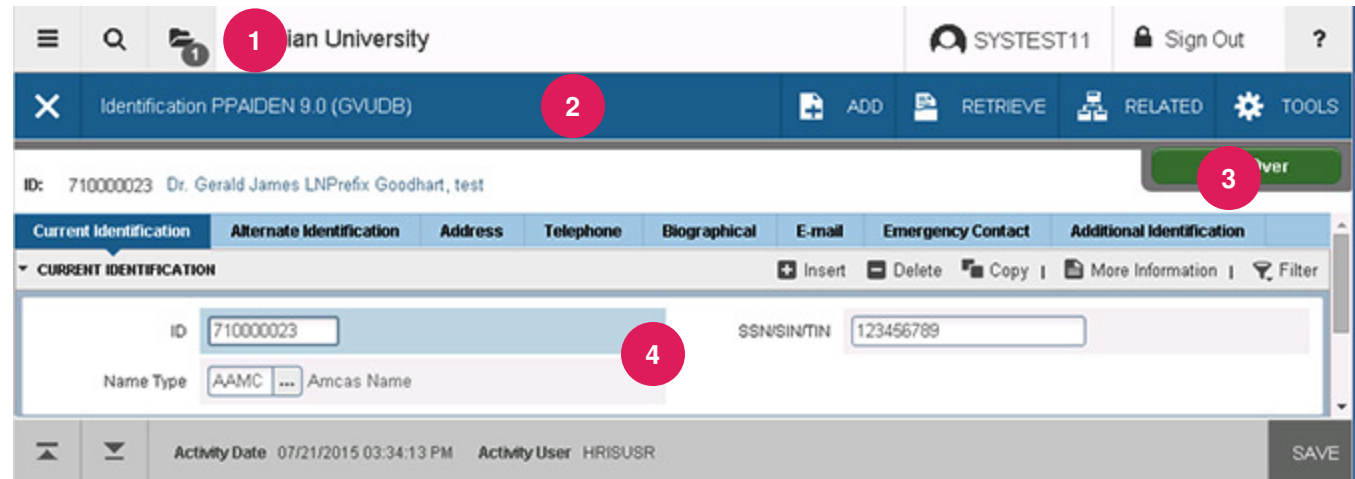 1 1 ian University SYSTEST11 Sign Out ?
Identification PPAIDEN 9.0 (GVUDB) 2 ADD RETRIEVE RELATED TOOLS
ID: 710000023 Dr. Gerald James LNPrefix Goodhart, test 3 Over
Current Identification Alternate Identification Address Telephone Biographical E-mail Emergency Contact Additional Identification
CURRENT IDENTIFICATION Insert Delete Copy | More Information | Filter
ID 710000023 SSN/SIN/TIN 123456789
4
Name Type AAMC ... Amcas Name
Activity Date 07/21/2015 03:34:13 PM Activity User HRISUSR SAVE